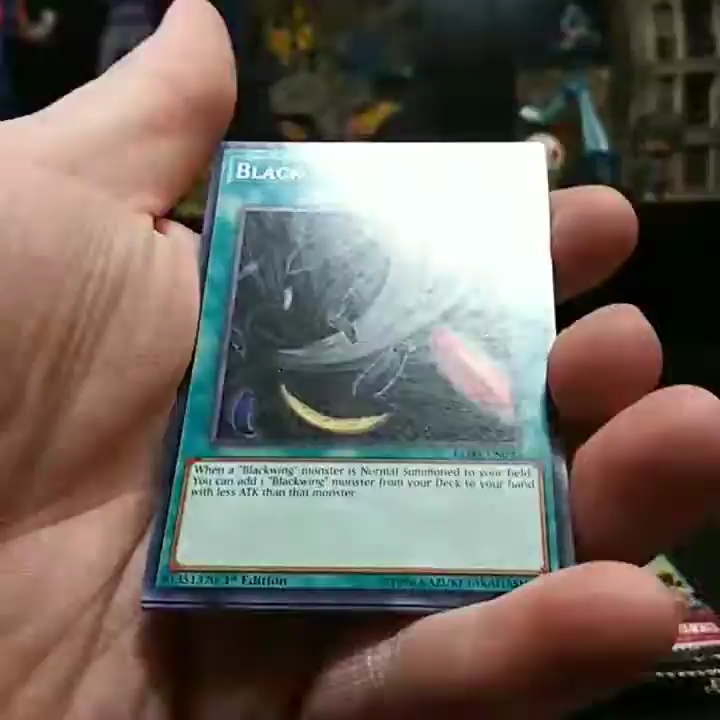 BLACK
When a "Blackwing" monster is Normal Summoned to your field:
You can add 1 "Blackwing" monster from your Deck to your hand
with less ATK than that monster.
1st Edition